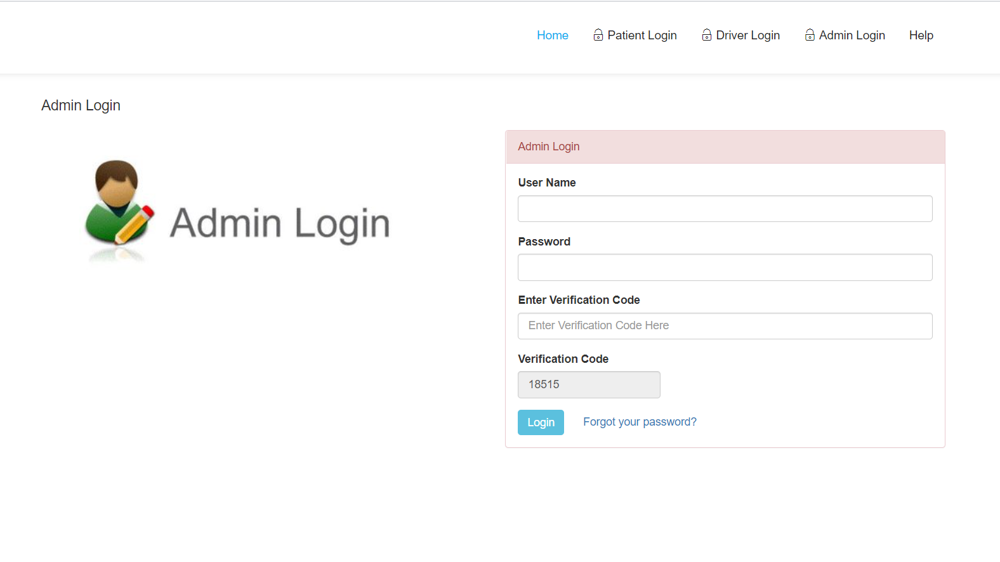 Home Patient Login Driver Login Admin Login Help
Admin Login
Admin Login
Admin Login
User Name
Password
Enter Verification Code
Enter Verification Code Here
Verification Code
18515
Login Forgot your password?